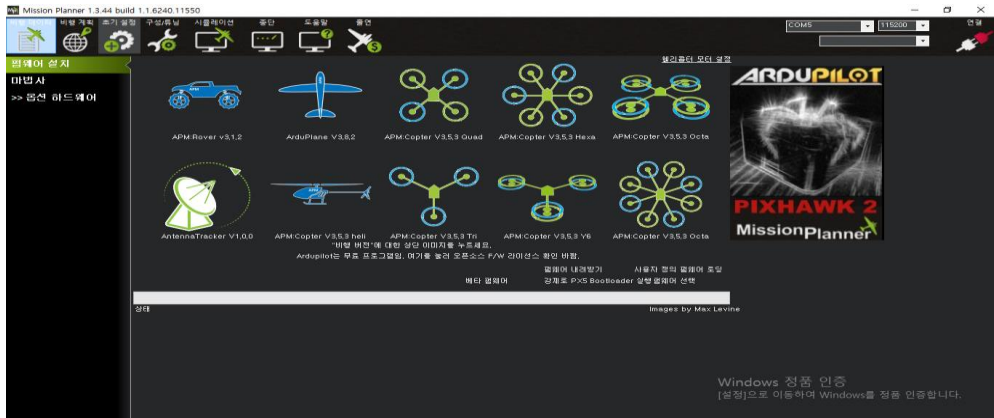 Mission Planner 1.3.44 build 1.1.6240.11550
비행 데이터 비행 계획 초기 설정 구성/튜닝 시뮬레이션 중단 도움말 출연
COM5 115200 연결
펌웨어 설치
마법사
>> 옵션 하드웨어
헬리콥터 모터 설정
ARDUPILOT
APM:Rover v3.1.2 ArduPlane V3.8.2 APM:Copter V3.5.3 Quad APM:Copter V3.5.3 Hexa APM:Copter V3.5.3 Octa
PIXHAWK 2
MissionPlanner
AntennaTracker V1.0.0 APM:Copter V3.5.3 heli APM:Copter V3.5.3 Tri APM:Copter V3.5.3 Y6 APM:Copter V3.5.3 Octa
"비행 버전"에 대한 상단 이미지를 누르세요.
Ardupilot는 무료 프로그램임. 여기를 눌러 오픈소스 F/W 라이선스 확인 바람.
펌웨어 내려받기 사용자 정의 펌웨어 로딩
베타 펌웨어 강제로 PX5 Bootloader 실행 펌웨어 선택
상태 Images by Max Levine
Windows 정품 인증
[설정]으로 이동하여 Windows를 정품 인증합니다.